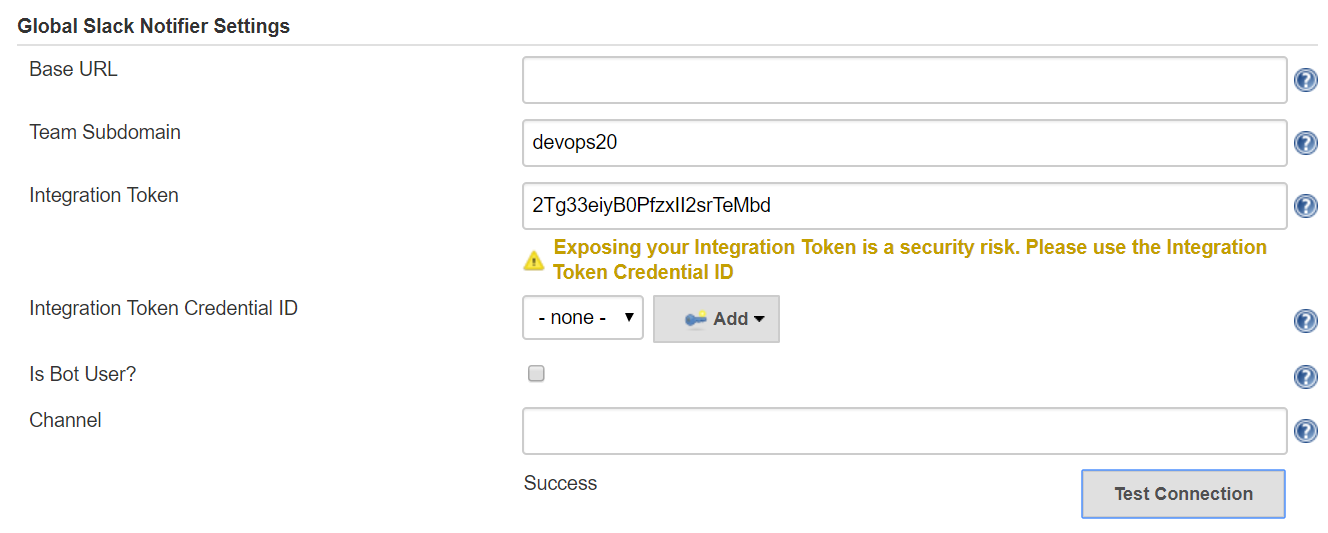 Global Slack Notifier Settings
Base URL
Team Subdomain
devops20
Integration Token
2Tg33eiyB0PfzxII2srTeMbd
Exposing your Integration Token is a security risk. Please use the Integration
Token Credential ID
Integration Token Credential ID
- none -
Add
Is Bot User?
Channel
Success
Test Connection